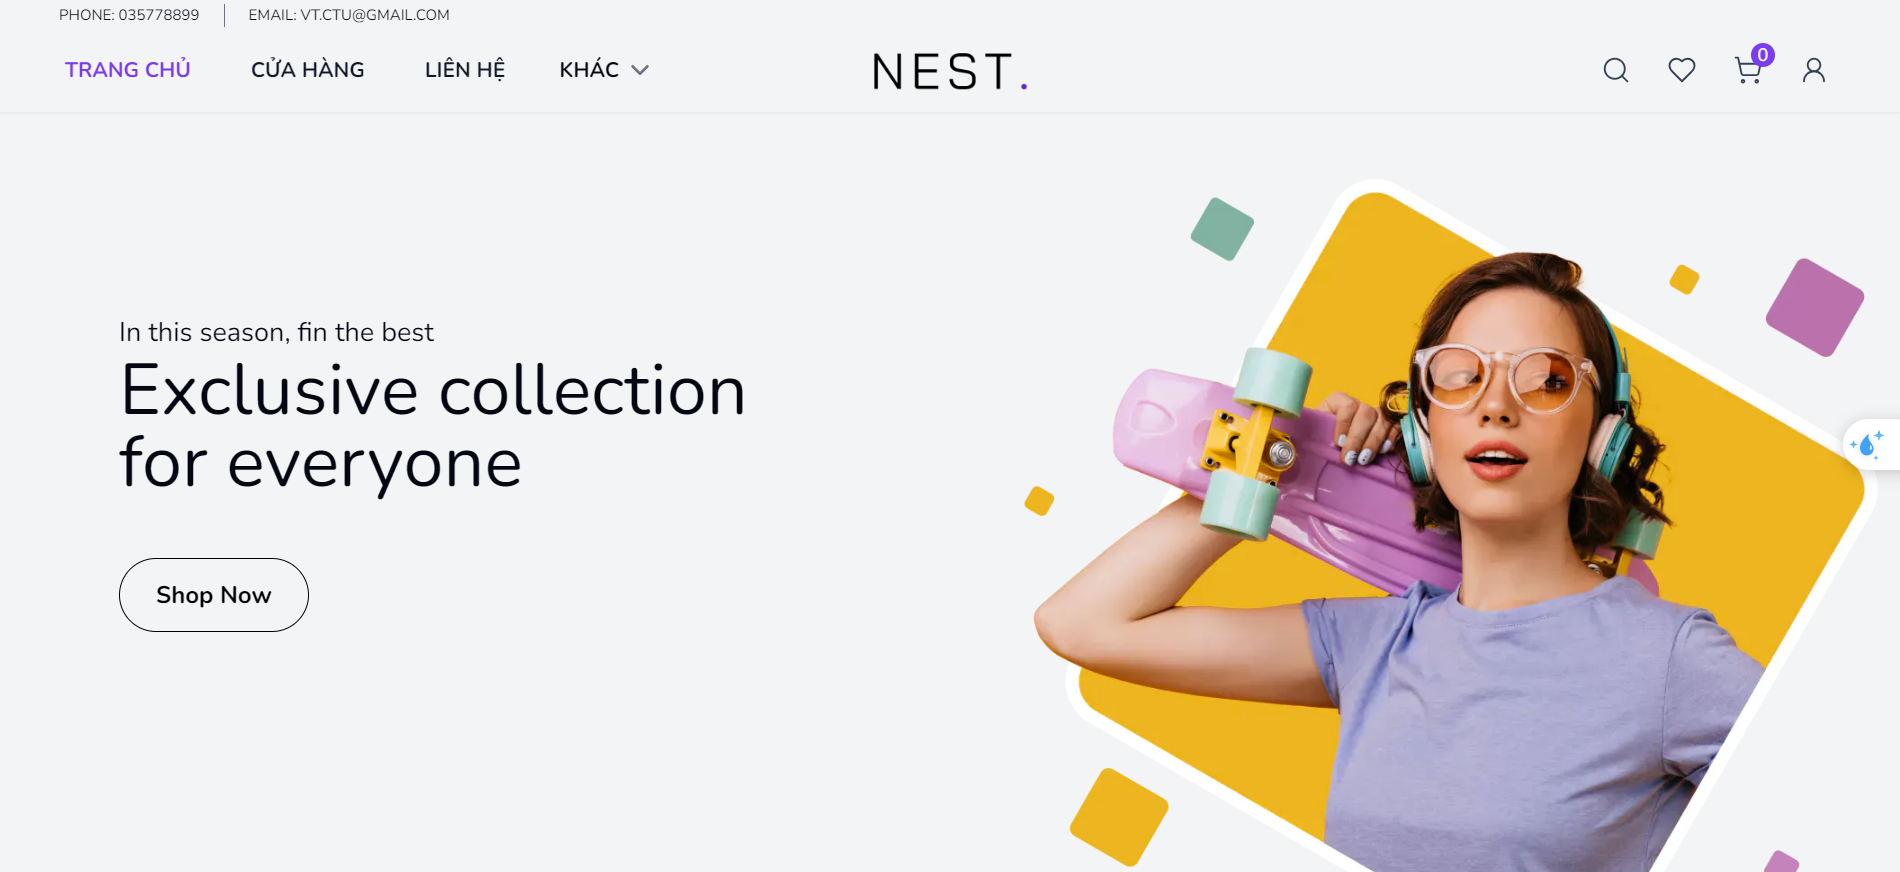 PHONE: 035778899
EMAIL: VT.CTU@GMAIL.COM
TRANG CHỦ
CỬA HÀNG
LIÊN HỆ
KHÁC
NEST.
0
In this season, fin the best
Exclusive collection
for everyone
Shop Now